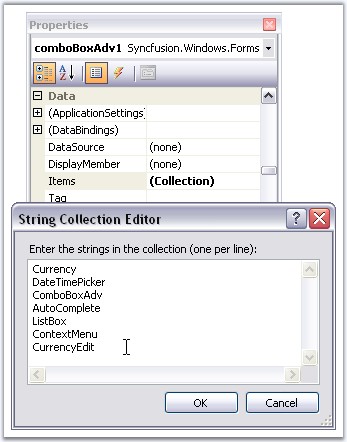 Properties
comboBoxAdv1 Syncfusion.Windows.Forms
Data
(ApplicationSettings)
(DataBindings)
DataSource (none)
DisplayMember (none)
Items (Collection)
Tag
String Collection Editor
Enter the strings in the collection (one per line):
Currency
DateTimePicker
ComboBoxAdv
AutoComplete
ListBox
ContextMenu
CurrencyEdit
OK Cancel